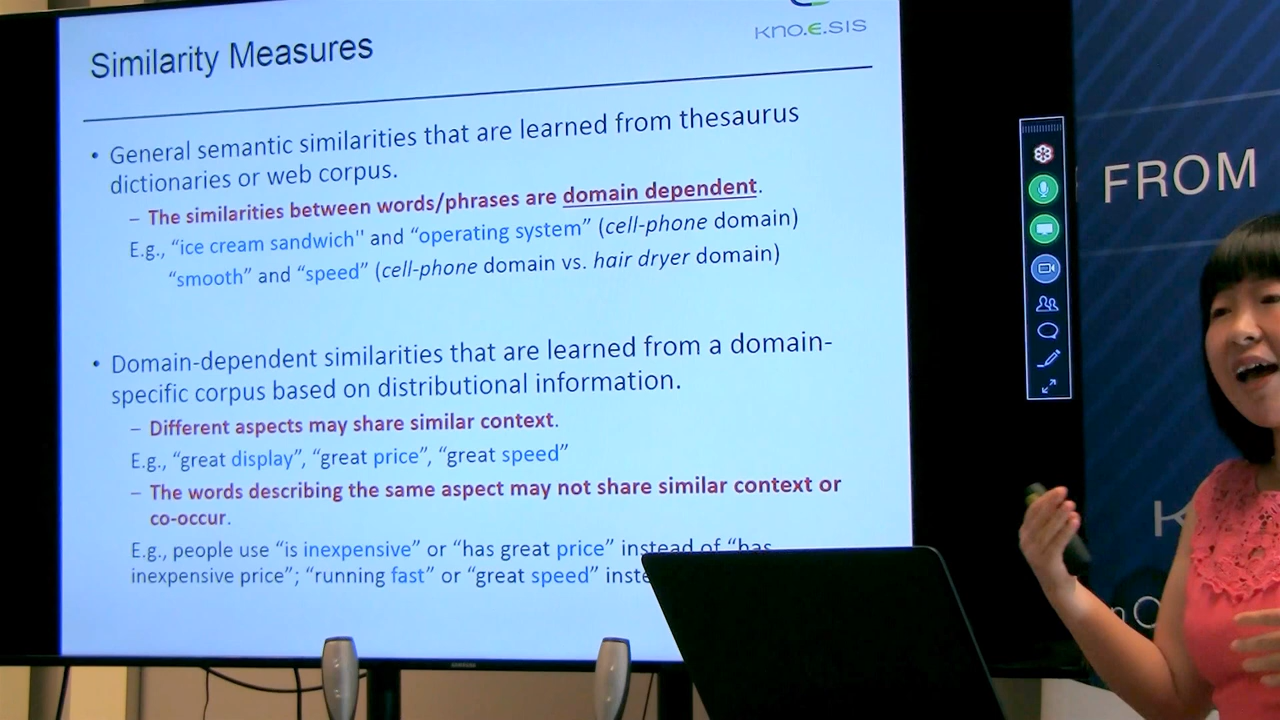 kno.e.sis
Similarity Measures
• General semantic similarities that are learned from thesaurus
dictionaries or web corpus.
– The similarities between words/phrases are domain dependent.
E.g., “ice cream sandwich'' and “operating system” (cell-phone domain)
“smooth” and “speed” (cell-phone domain vs. hair dryer domain)
• Domain-dependent similarities that are learned from a domain-
specific corpus based on distributional information.
– Different aspects may share similar context.
E.g., “great display”, “great price”, “great speed”
– The words describing the same aspect may not share similar context or
co-occur.
E.g., people use “is inexpensive” or “has great price” instead of “has
inexpensive price”; “running fast” or “great speed”
FROM